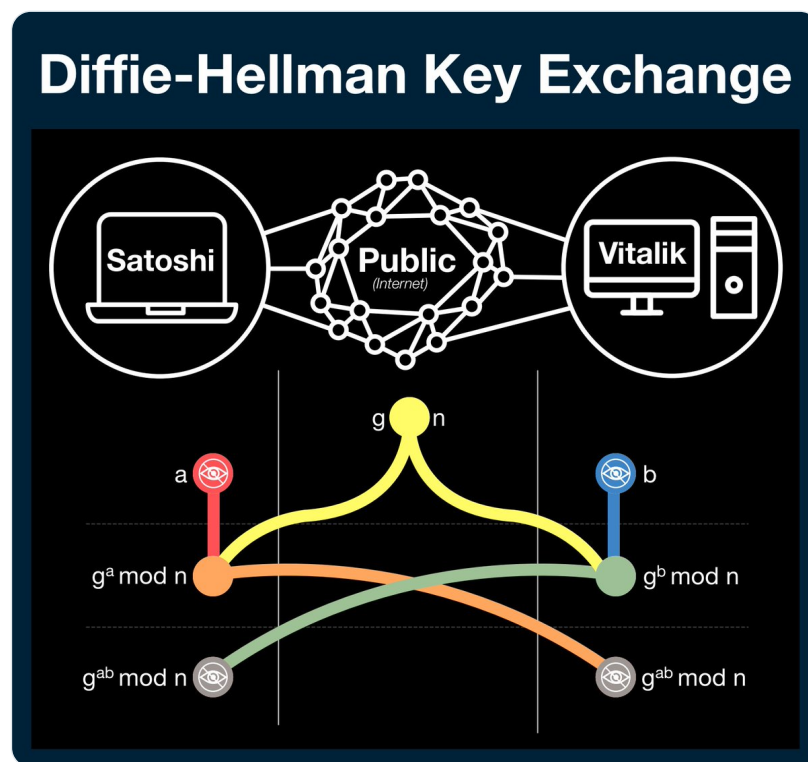 Diffie-Hellman Key Exchange
Satoshi
Public
(Internet)
Vitalik
g n
a
b
gᵃ mod n
gᵇ mod n
gᵃᵇ mod n
gᵃᵇ mod n